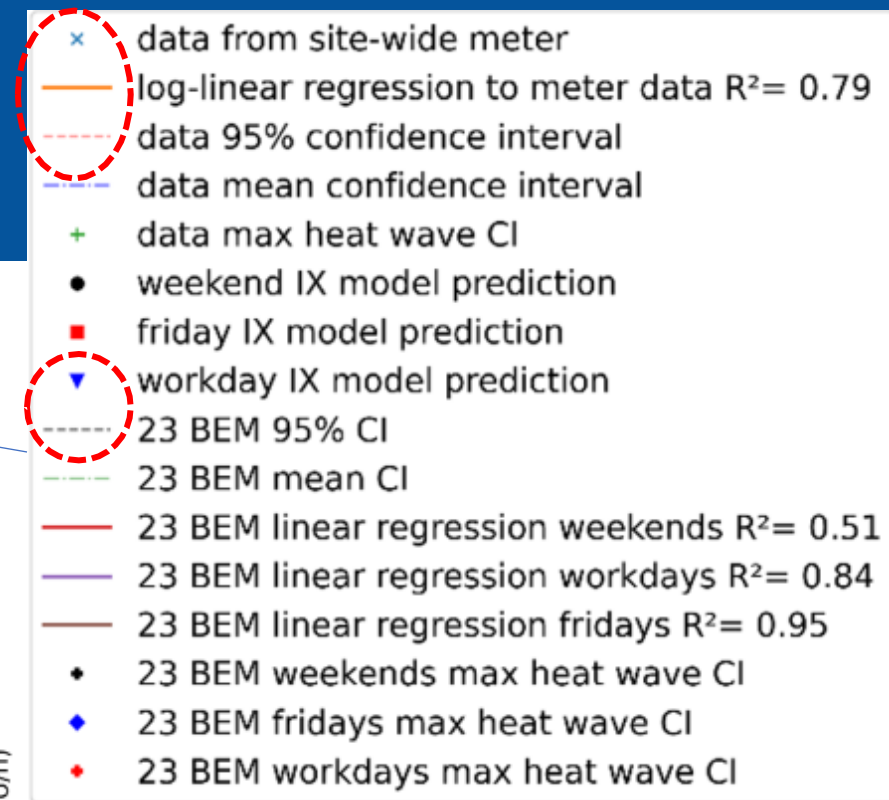 data from site-wide meter
log-linear regression to meter data R²= 0.79
data 95% confidence interval
data mean confidence interval
data max heat wave CI
weekend IX model prediction
friday IX model prediction
workday IX model prediction
23 BEM 95% CI
23 BEM mean CI
23 BEM linear regression weekends R²= 0.51
23 BEM linear regression workdays R²= 0.84
23 BEM linear regression fridays R²= 0.95
23 BEM weekends max heat wave CI
23 BEM fridays max heat wave CI
23 BEM workdays max heat wave CI